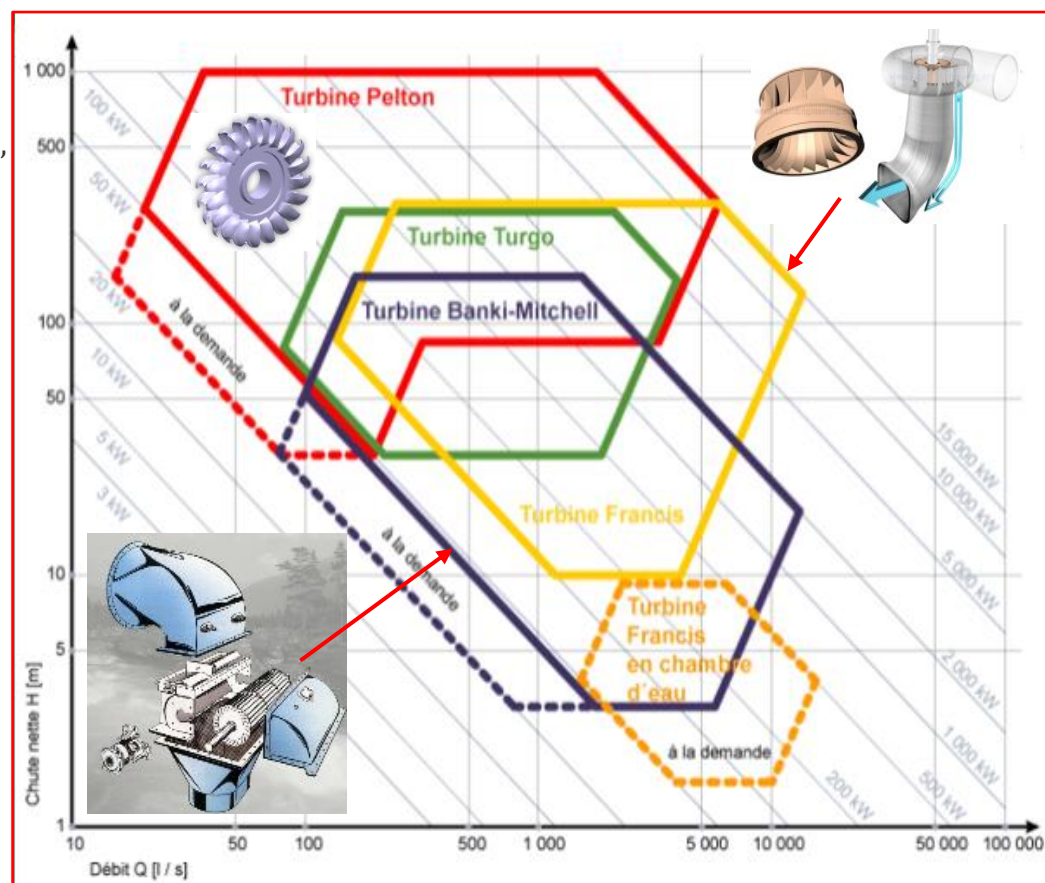 ,
1 000
500
100
50
10
5
1
Chute nette H [m]
10
50
100
500
1 000
5 000
10 000
50 000
100 000
Débit Q [l / s]
Turbine Pelton
Turbine Turgo
Turbine Banki-Mitchell
Turbine Francis
Turbine
Francis
en chambre
d'eau
à la demande
à la demande
à la demande
100 kW
50 kW
20 kW
10 kW
5 kW
3 kW
15 000 kW
10 000 kW
5 000 kW
2 000 kW
1 000 kW
500 kW
200 kW